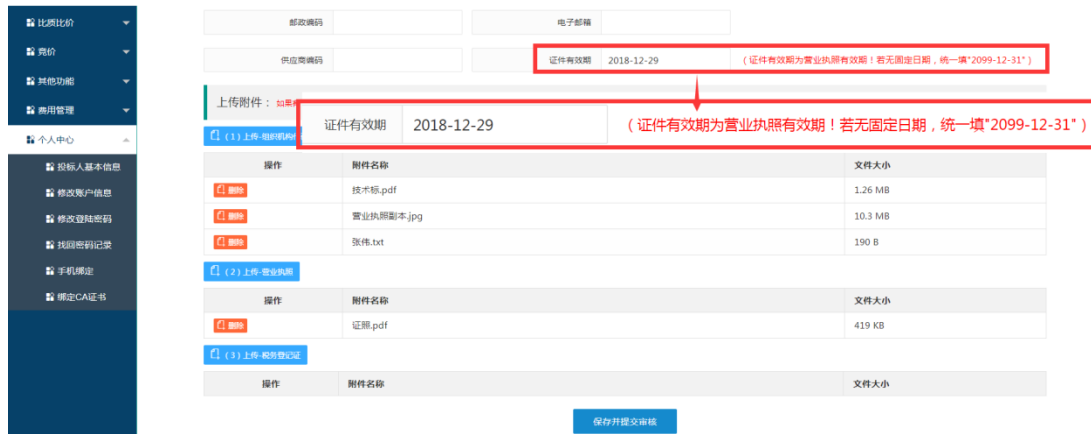 比质比价
竞价
其他功能
费用管理
个人中心
投标人基本信息
修改账户信息
修改登陆密码
找回密码记录
手机绑定
绑定CA证书
邮政编码 电子邮箱
供应商编码 证件有效期 2018-12-29 (证件有效期为营业执照有效期！若无固定日期，统一填"2099-12-31")
上传附件： 如果
证件有效期 2018-12-29 (证件有效期为营业执照有效期！若无固定日期，统一填"2099-12-31")
(1)上传-组织机构
操作 附件名称 文件大小
删除 技术标.pdf 1.26 MB
删除 营业执照副本.jpg 10.3 MB
删除 张伟.txt 190 B
(2)上传-营业执照
操作 附件名称 文件大小
删除 证照.pdf 419 KB
(3)上传-税务登记证
操作 附件名称 文件大小
保存并提交审核